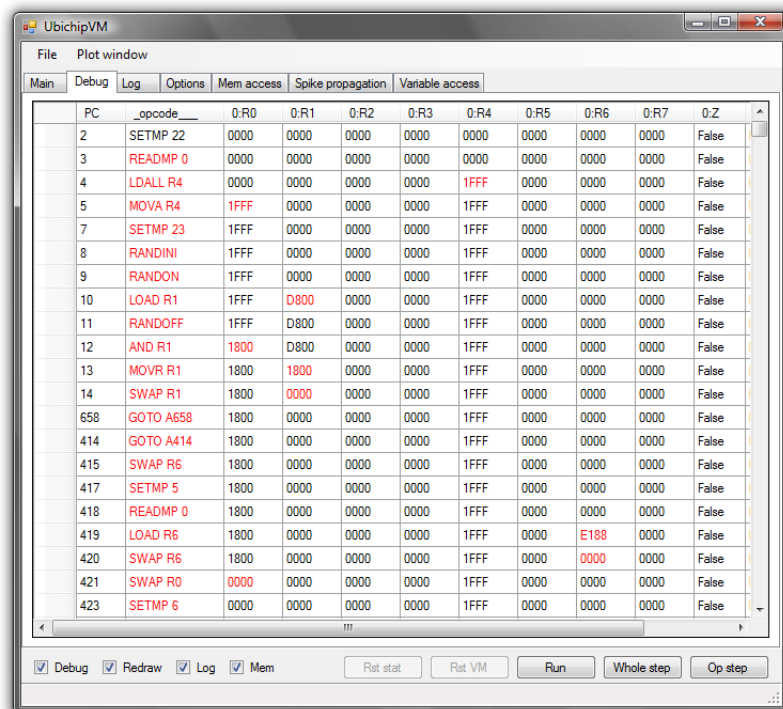 UbichipVM
File Plot window
Main Debug Log Options Mem access Spike propagation Variable access
PC _opcode___ 0:R0 0:R1 0:R2 0:R3 0:R4 0:R5 0:R6 0:R7 0:Z
2 SETMP 22 0000 0000 0000 0000 0000 0000 0000 0000 False
3 READMP 0 0000 0000 0000 0000 0000 0000 0000 0000 False
4 LDALL R4 0000 0000 0000 0000 1FFF 0000 0000 0000 False
5 MOVA R4 1FFF 0000 0000 0000 1FFF 0000 0000 0000 False
7 SETMP 23 1FFF 0000 0000 0000 1FFF 0000 0000 0000 False
8 RANDINI 1FFF 0000 0000 0000 1FFF 0000 0000 0000 False
9 RANDON 1FFF 0000 0000 0000 1FFF 0000 0000 0000 False
10 LOAD R1 1FFF D800 0000 0000 1FFF 0000 0000 0000 False
11 RANDOFF 1FFF D800 0000 0000 1FFF 0000 0000 0000 False
12 AND R1 1800 D800 0000 0000 1FFF 0000 0000 0000 False
13 MOVR R1 1800 1800 0000 0000 1FFF 0000 0000 0000 False
14 SWAP R1 1800 0000 0000 0000 1FFF 0000 0000 0000 False
658 GOTO A658 1800 0000 0000 0000 1FFF 0000 0000 0000 False
414 GOTO A414 1800 0000 0000 0000 1FFF 0000 0000 0000 False
415 SWAP R6 1800 0000 0000 0000 1FFF 0000 0000 0000 False
417 SETMP 5 1800 0000 0000 0000 1FFF 0000 0000 0000 False
418 READMP 0 1800 0000 0000 0000 1FFF 0000 0000 0000 False
419 LOAD R6 1800 0000 0000 0000 1FFF 0000 E188 0000 False
420 SWAP R6 1800 0000 0000 0000 1FFF 0000 0000 0000 False
421 SWAP R0 0000 0000 0000 0000 1FFF 0000 0000 0000 False
423 SETMP 6 0000 0000 0000 0000 1FFF 0000 0000 0000 False
Debug Redraw Log Mem Rst stat Rst VM Run Whole step Op step